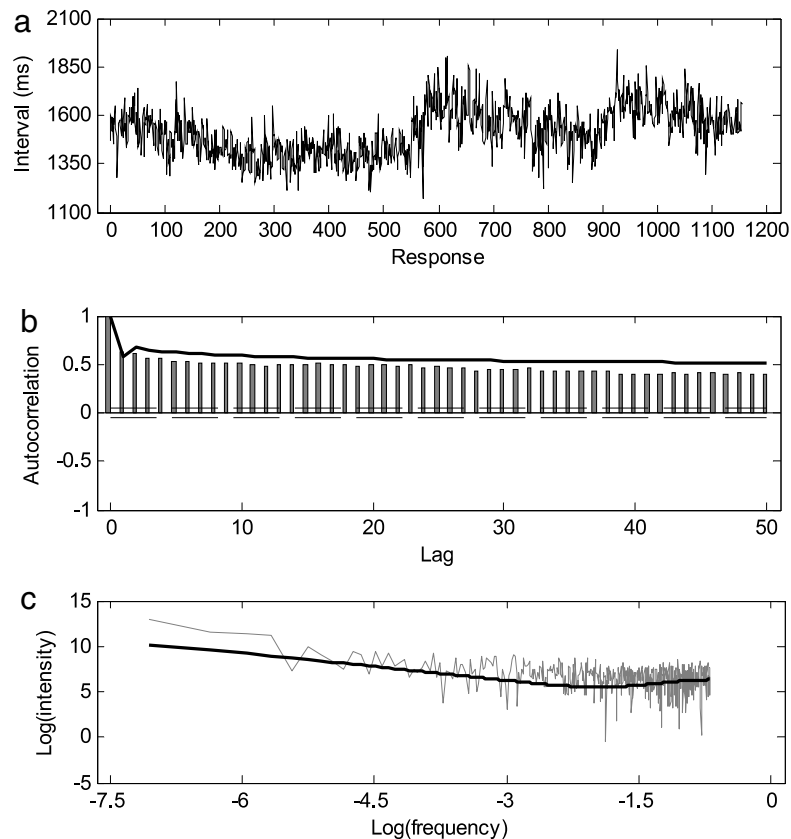 a
2100
1850
1600
1350
1100
Interval (ms)
0 100 200 300 400 500 600 700 800 900 1000 1100 1200
Response
b
1
0.5
0
-0.5
-1
Autocorrelation
0 10 20 30 40 50
Lag
c
15
10
5
0
-5
Log(intensity)
-7.5 -6 -4.5 -3 -1.5 0
Log(frequency)